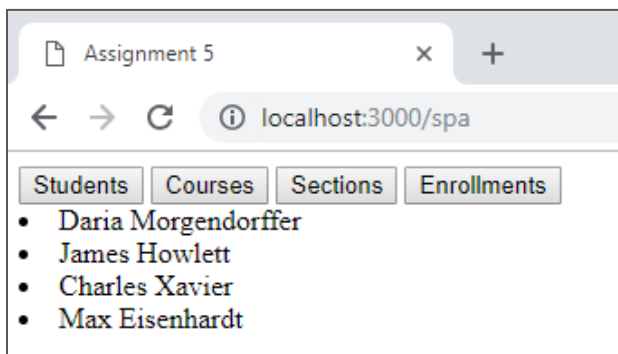 Assignment 5
localhost:3000/spa
Students Courses Sections Enrollments
Daria Morgendorffer
James Howlett
Charles Xavier
Max Eisenhardt